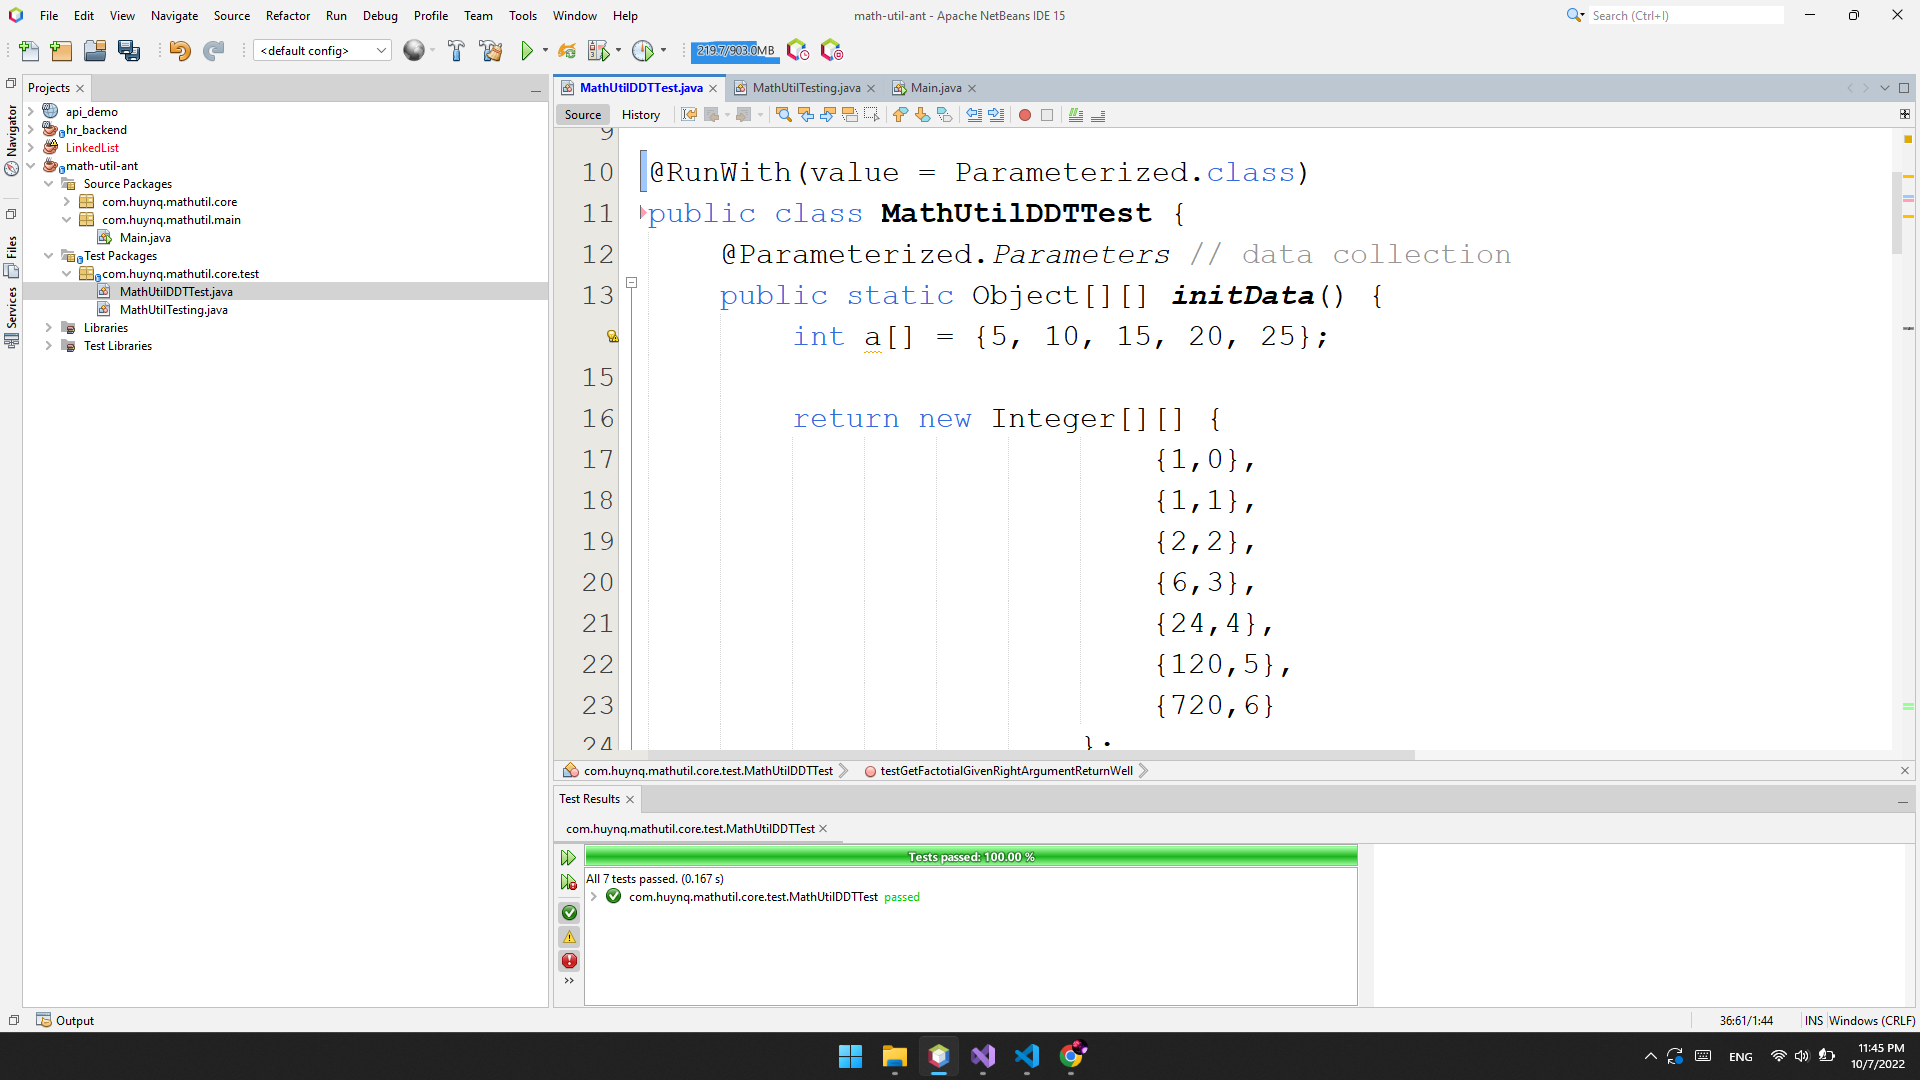 File Edit View Navigate Source Refactor Run Debug Profile Team Tools Window Help
math-util-ant - Apache NetBeans IDE 15
Search (Ctrl+I)
<default config>
219.7/903.0MB
Projects
Navigator
Files
Services
api_demo
hr_backend
LinkedList
math-util-ant
Source Packages
com.huynq.mathutil.core
com.huynq.mathutil.main
Main.java
Test Packages
com.huynq.mathutil.core.test
MathUtilDDTTest.java
MathUtilTesting.java
Libraries
Test Libraries
MathUtilDDTTest.java MathUtilTesting.java Main.java
Source History
9
10 @RunWith(value = Parameterized.class)
11 public class MathUtilDDTTest {
12 @Parameterized.Parameters // data collection
13 public static Object[][] initData() {
int a[] = {5, 10, 15, 20, 25};
15
16 return new Integer[][] {
17 {1,0},
18 {1,1},
19 {2,2},
20 {6,3},
21 {24,4},
22 {120,5},
23 {720,6}
24 };
com.huynq.mathutil.core.test.MathUtilDDTTest testGetFactotialGivenRightArgumentReturnWell
Test Results
com.huynq.mathutil.core.test.MathUtilDDTTest
Tests passed: 100.00 %
All 7 tests passed. (0.167 s)
com.huynq.mathutil.core.test.MathUtilDDTTest passed
Output
36:61/1:44 INS Windows (CRLF)
ENG
11:45 PM
10/7/2022